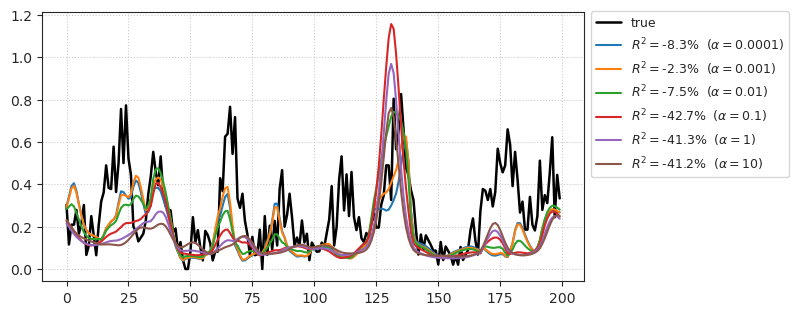 1.2
1.0
0.8
0.6
0.4
0.2
0.0
0 25 50 75 100 125 150 175 200
true
R² = -8.3% (α = 0.0001)
R² = -2.3% (α = 0.001)
R² = -7.5% (α = 0.01)
R² = -42.7% (α = 0.1)
R² = -41.3% (α = 1)
R² = -41.2% (α = 10)